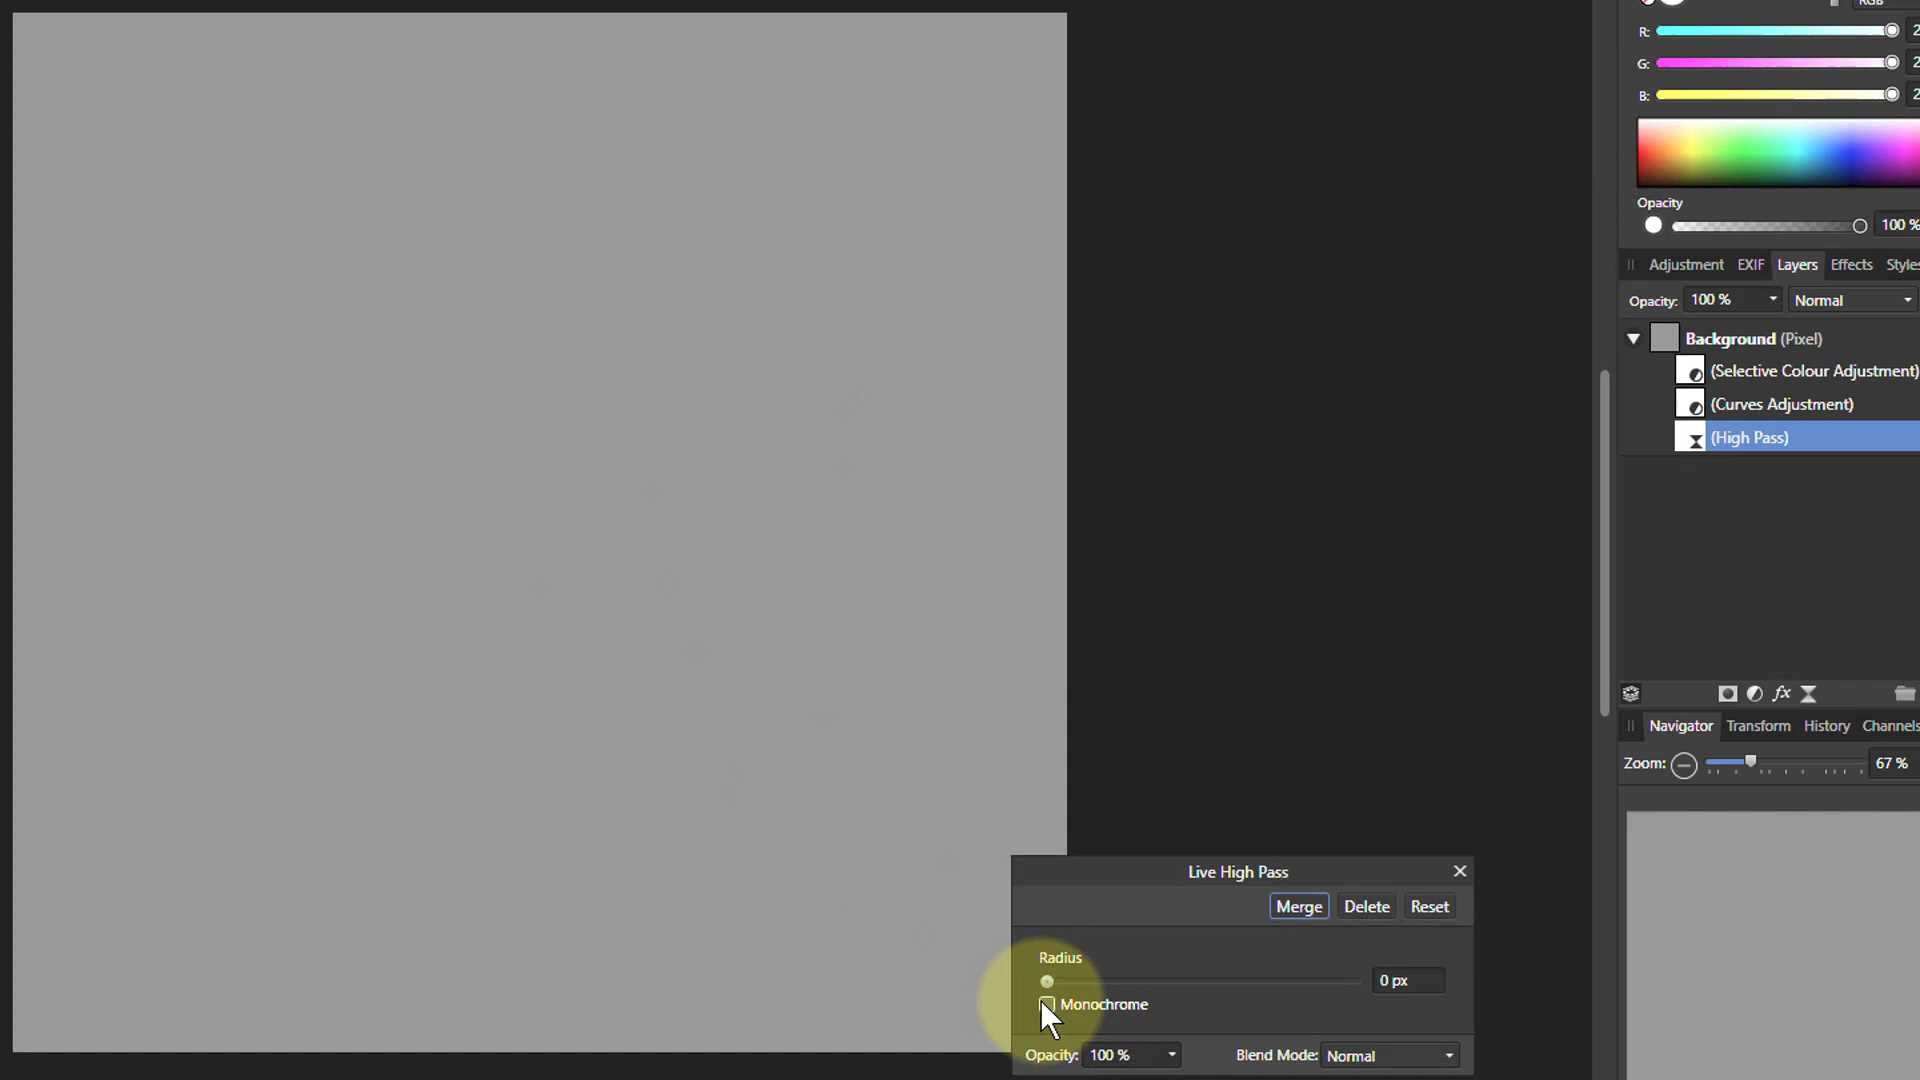 RGB
R:
G:
B:
Opacity
100 %
Adjustment EXIF Layers Effects
Opacity: 100 % Normal
Background (Pixel)
(Selective Colour Adjustment)
(Curves Adjustment)
(High Pass)
fx
Navigator Transform History Channels
Zoom: 67 %
Live High Pass
Merge Delete Reset
Radius
0 px
Monochrome
Opacity: 100 % Blend Mode: Normal